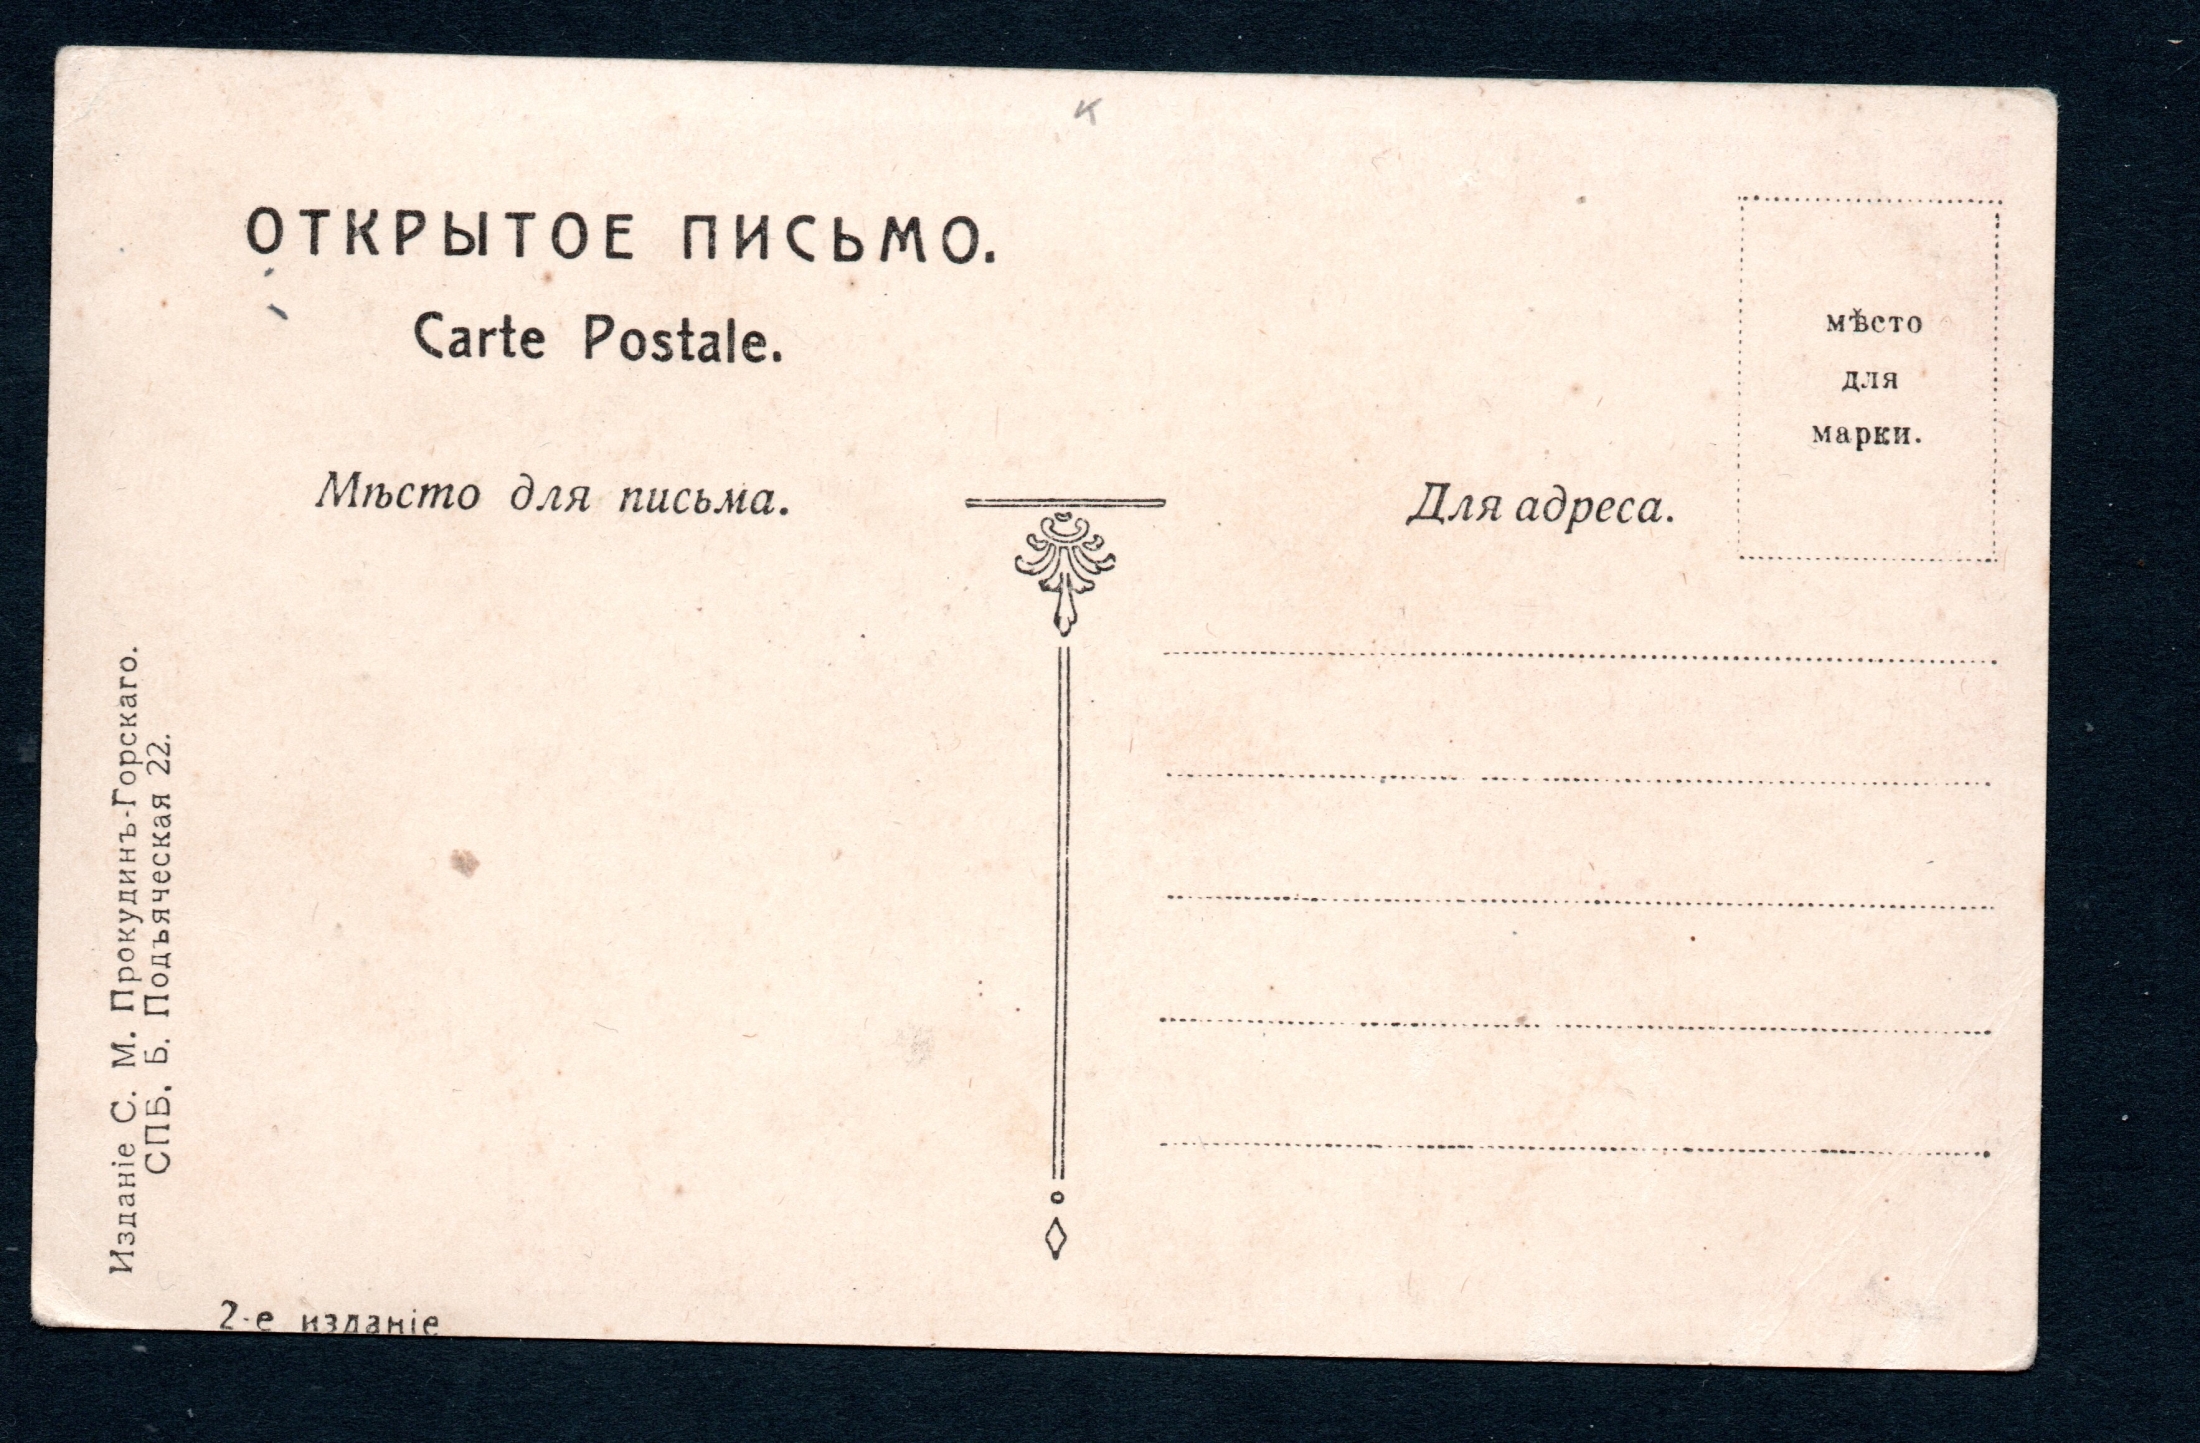 к
ОТКРЫТОЕ ПИСЬМО.
Carte Postale.
мѣсто
для
марки.
Мѣсто для письма.
Для адреса.
Изданіе С. М. Прокудинъ-Горскаго.
СПБ. Б. Подъяческая 22.
2-е изданіе